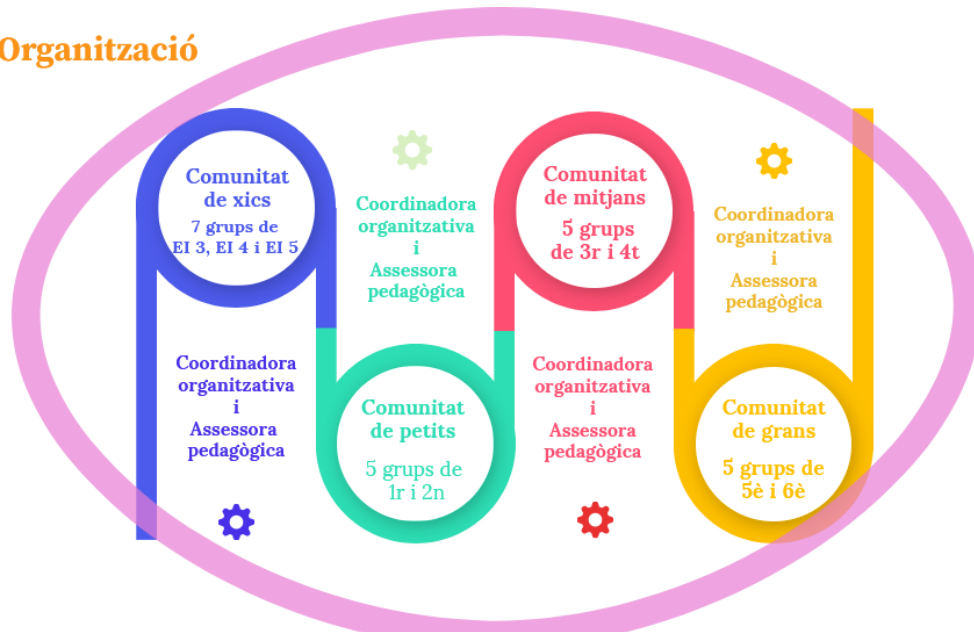 Organització
Comunitat
de xics
7 grups de
EI 3, EI 4 i EI 5
Coordinadora
organitzativa
i
Assessora
pedagògica
Coordinadora
organitzativa
i
Assessora
pedagògica
Comunitat
de petits
5 grups de
1r i 2n
Comunitat
de mitjans
5 grups
de 3r i 4t
Coordinadora
organitzativa
i
Assessora
pedagògica
Coordinadora
organitzativa
i
Assessora
pedagògica
Comunitat
de grans
5 grups de
5è i 6è